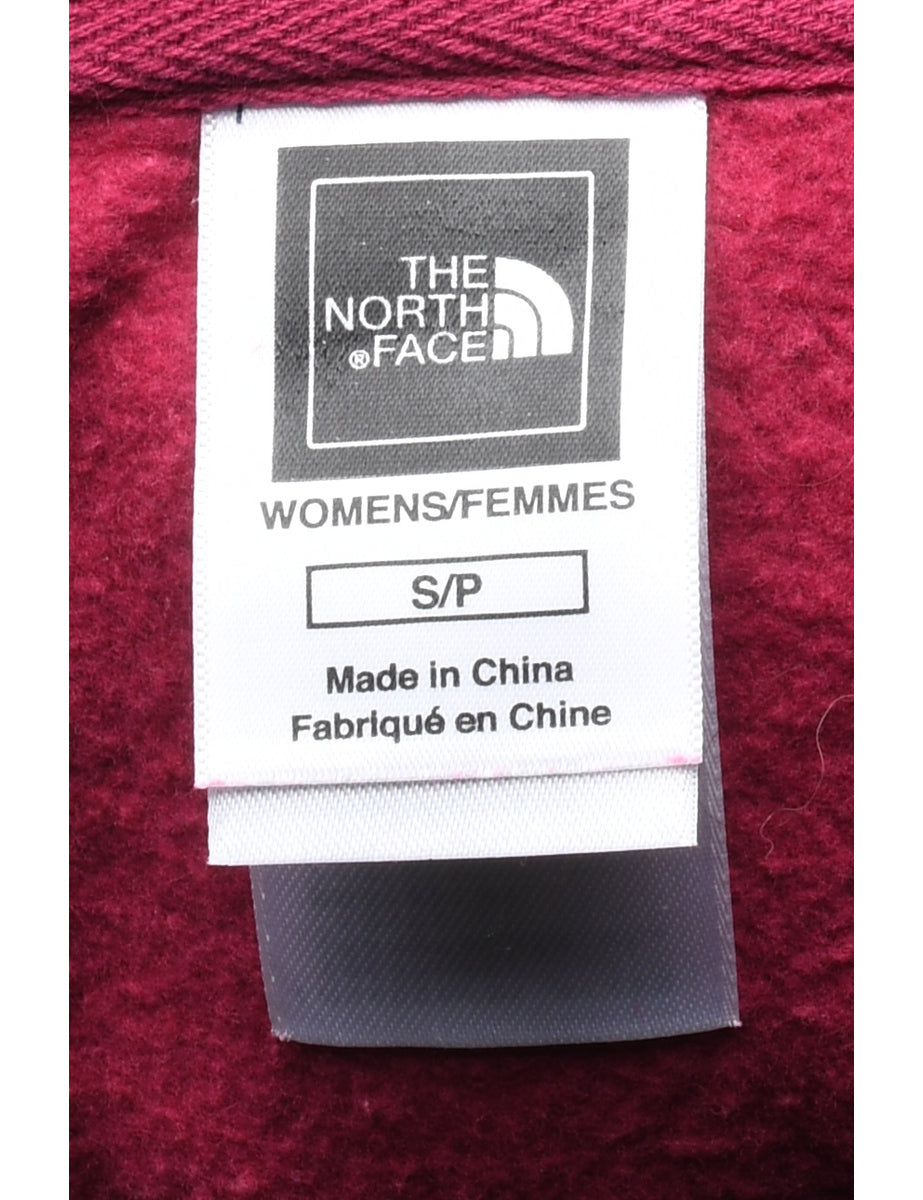 THE
NORTH
®FACE
WOMENS/FEMMES
S/P
Made in China
Fabriqué en Chine